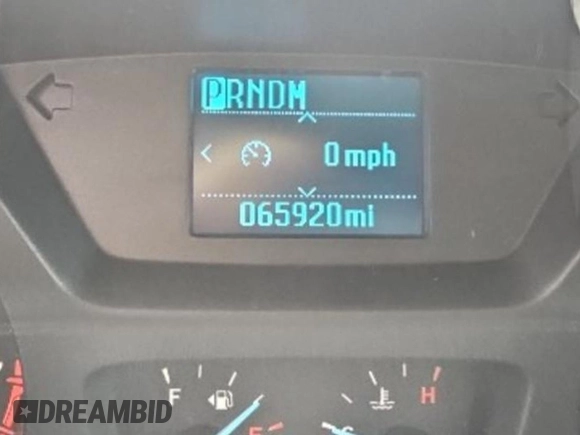 PRNDM
0 mph
065920mi
F H
E C
DREAMBID